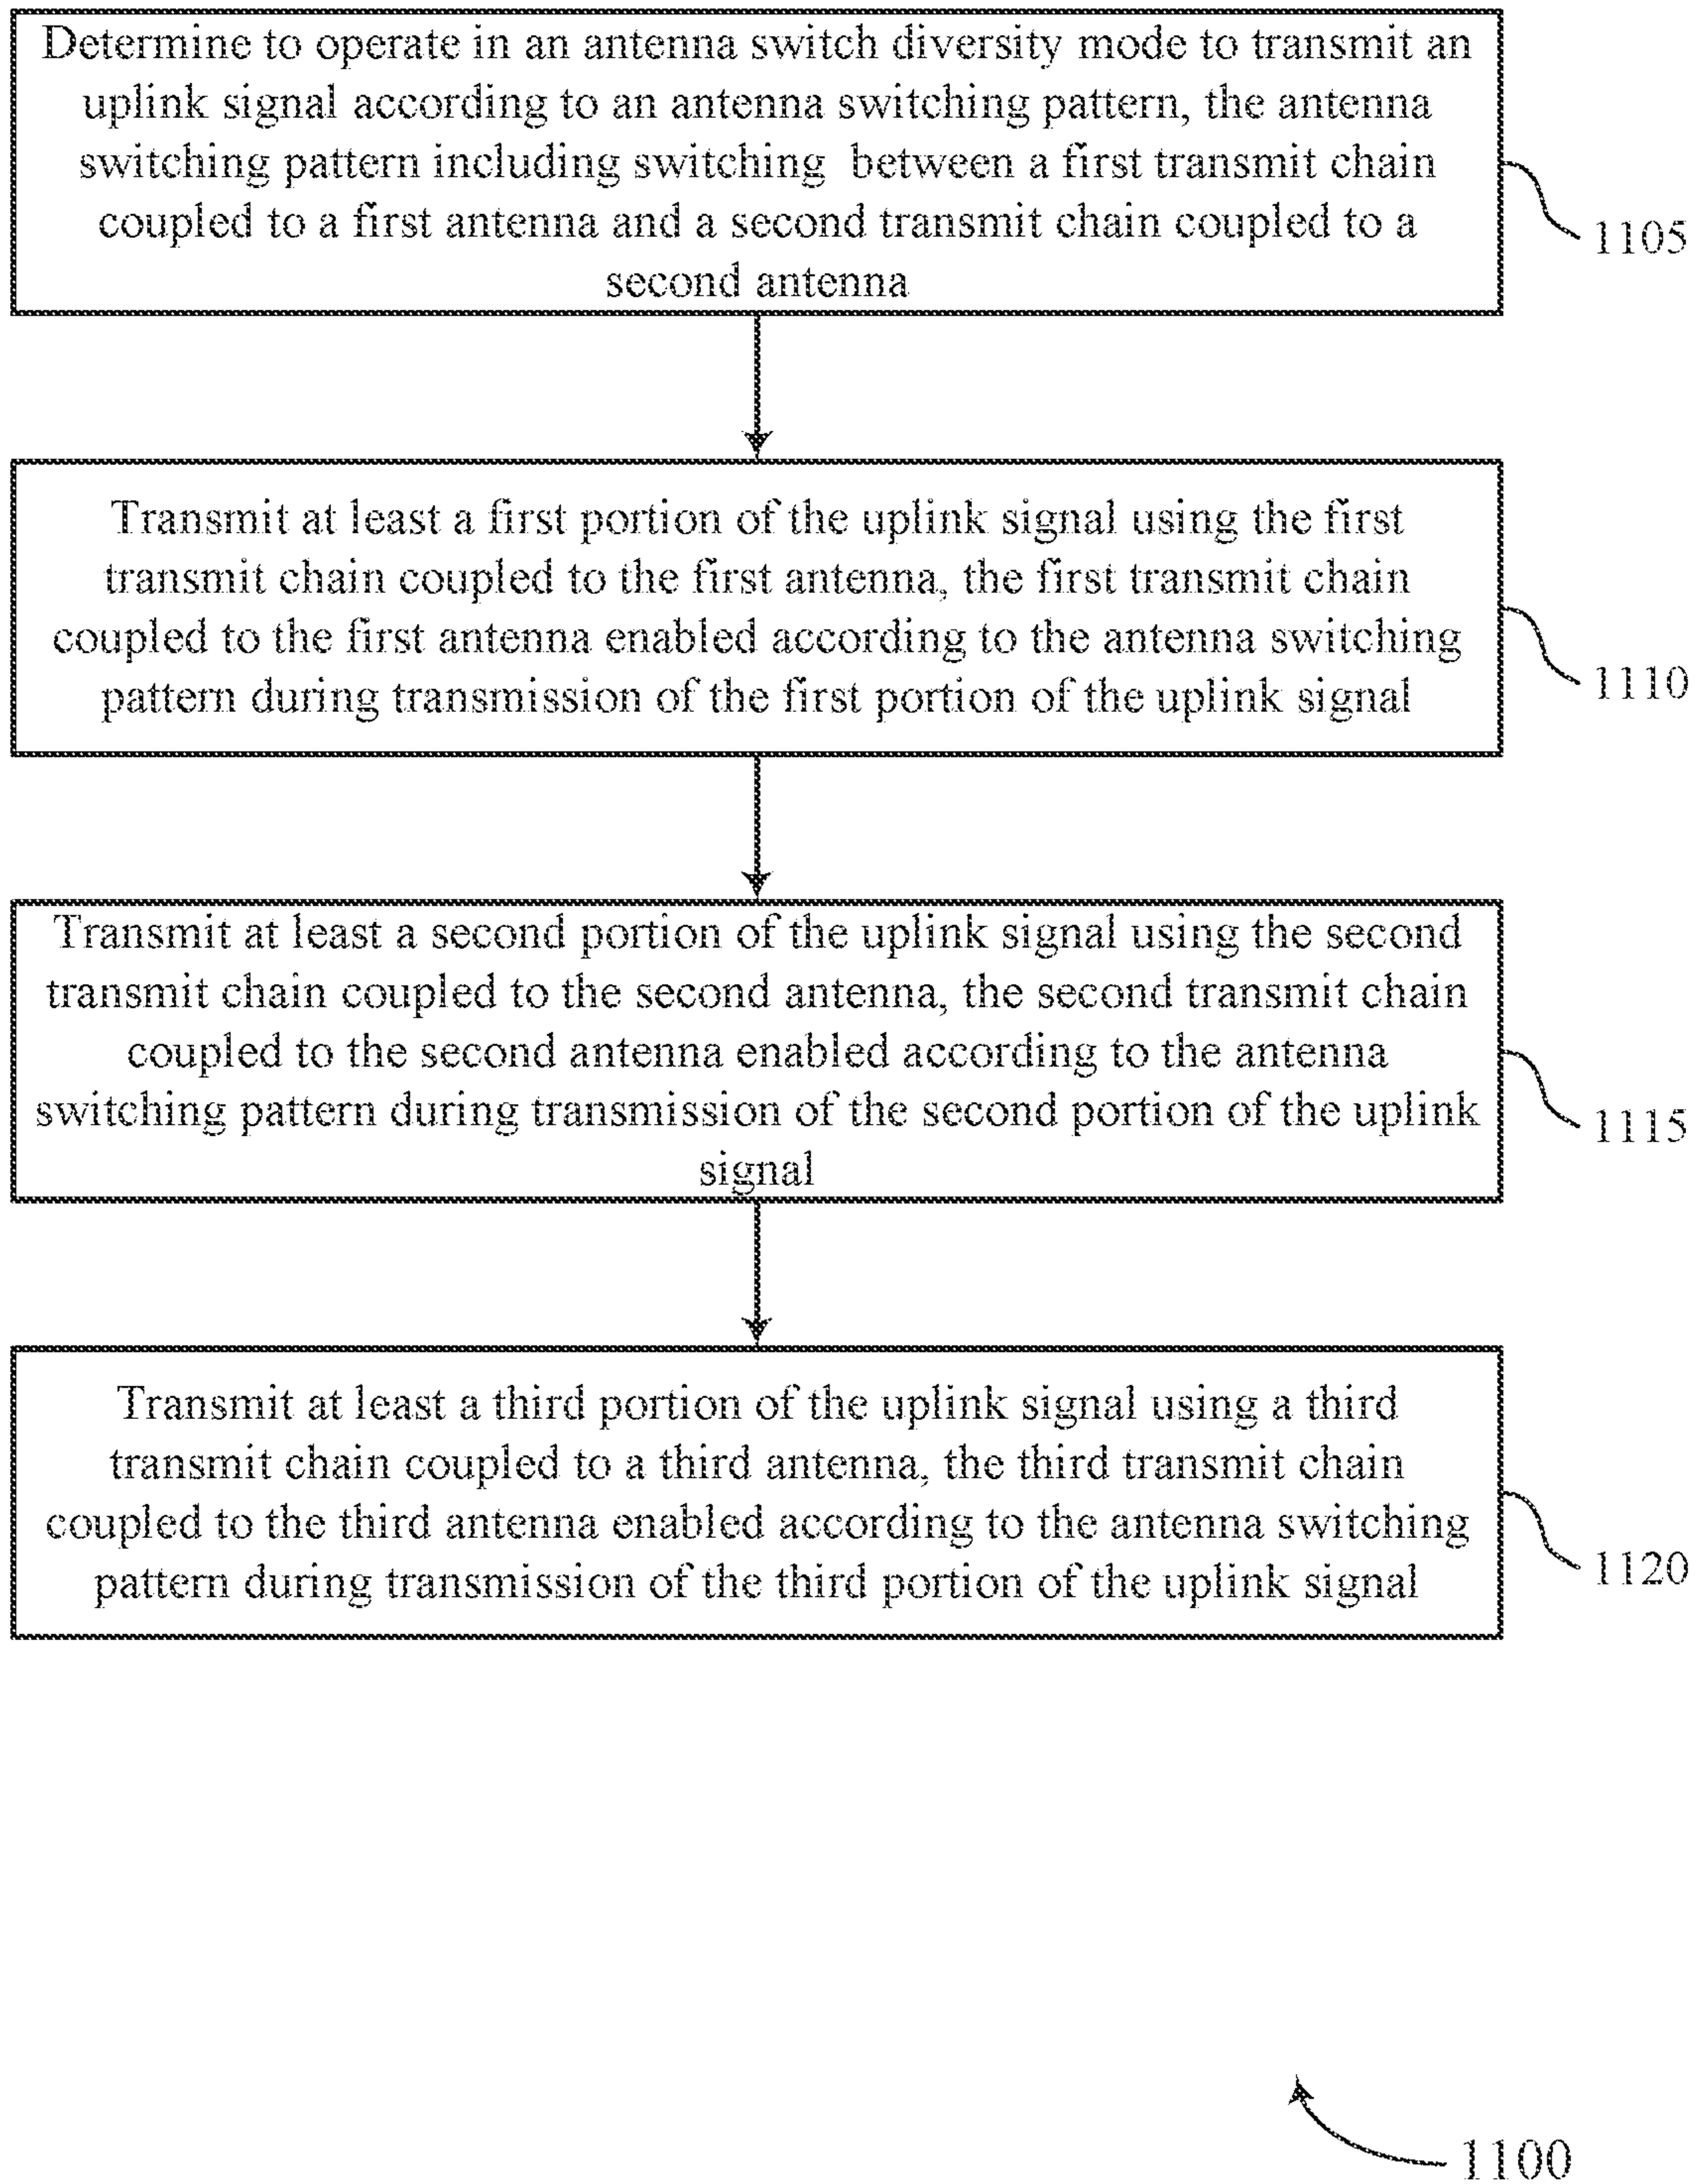 Determine to operate in an antenna switch diversity mode to transmit an
uplink signal according to an antenna switching pattern, the antenna
switching pattern including switching between a first transmit chain
coupled to a first antenna and a second transmit chain coupled to a
second antenna
1105
Transmit at least a first portion of the uplink signal using the first
transmit chain coupled to the first antenna, the first transmit chain
coupled to the first antenna enabled according to the antenna switching
pattern during transmission of the first portion of the uplink signal
1110
Transmit at least a second portion of the uplink signal using the second
transmit chain coupled to the second antenna, the second transmit chain
coupled to the second antenna enabled according to the antenna
switching pattern during transmission of the second portion of the uplink
signal
1115
Transmit at least a third portion of the uplink signal using a third
transmit chain coupled to a third antenna, the third transmit chain
coupled to the third antenna enabled according to the antenna switching
pattern during transmission of the third portion of the uplink signal
1120
1100